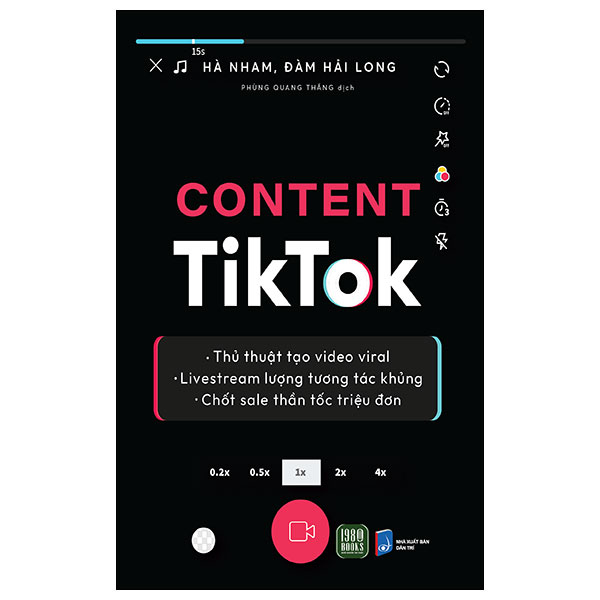 15s
HÀ NHAM, ĐÀM HẢI LONG
PHÙNG QUANG THẮNG dịch
CONTENT
TikTok
• Thủ thuật tạo video viral
• Livestream lượng tương tác khủng
• Chốt sale thần tốc triệu đơn
0.2x 0.5x 1x 2x 4x
1980
BOOKS
NHÀ XUẤT BẢN
DÂN TRÍ